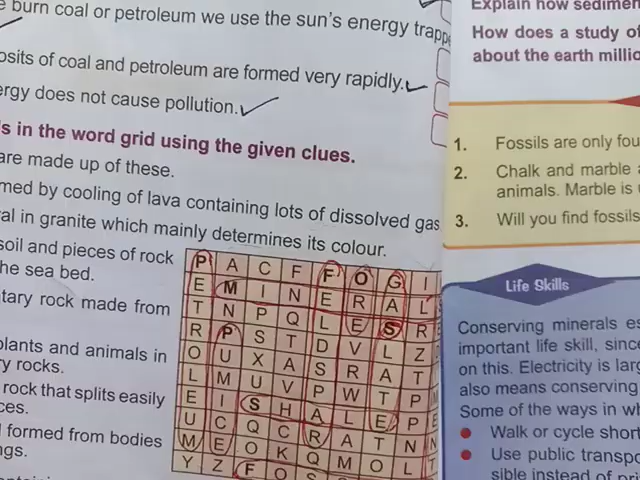 burn coal or petroleum we use the sun's energy
osits of coal and petroleum are formed very rapidly.
ergy does not cause pollution.
s in the word grid using the given clues.
are made up of these.
med by cooling of lava containing lots of dissolved gas
al in granite which mainly determines its colour.
soil and pieces of rock
he sea bed.
tary rock made from
plants and animals in
y rocks.
rock that splits easily
ces.
formed from bodies
ngs.
P A C F F O G I
E M I N E R A L
T N P Q L E S R
R P S T D V L Z
O U X A S R A T
L M U V P W T P
E I S H A L E P
U C Q C R A T N
M E O K Q M O L
Y Z F O S
Explain how sedimen
How does a study of
about the earth millio
1. Fossils are only fou
2. Chalk and marble
animals. Marble is
3. Will you find fossils
Life Skills
Conserving minerals es
important life skill, since
on this. Electricity is larg
also means conserving
Some of the ways in wh
• Walk or cycle short
• Use public transpo
sible instead of pri